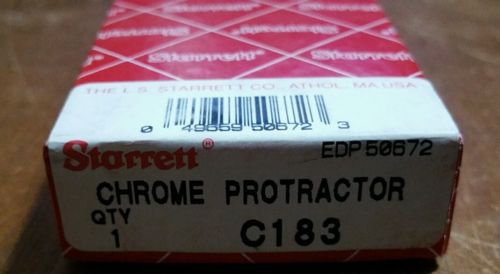 Starrett®
Starrett®
THE L.S. STARRETT CO., ATHOL, MA USA
0 49659 50672 3
Starrett® EDP 50672
CHROME PROTRACTOR
QTY
1 C183